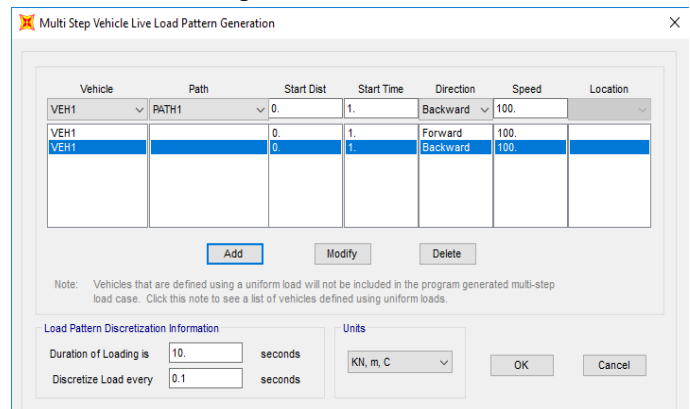 Multi Step Vehicle Live Load Pattern Generation
Vehicle Path Start Dist Start Time Direction Speed Location
VEH1 PATH1 0. 1. Backward 100.
VEH1 0. 1. Forward 100.
VEH1 0. 1. Backward 100.
Add Modify Delete
Note: Vehicles that are defined using a uniform load will not be included in the program generated multi-step
load case. Click this note to see a list of vehicles defined using uniform loads.
Load Pattern Discretization Information Units
Duration of Loading is 10. seconds
KN, m, C OK Cancel
Discretize Load every 0.1 seconds